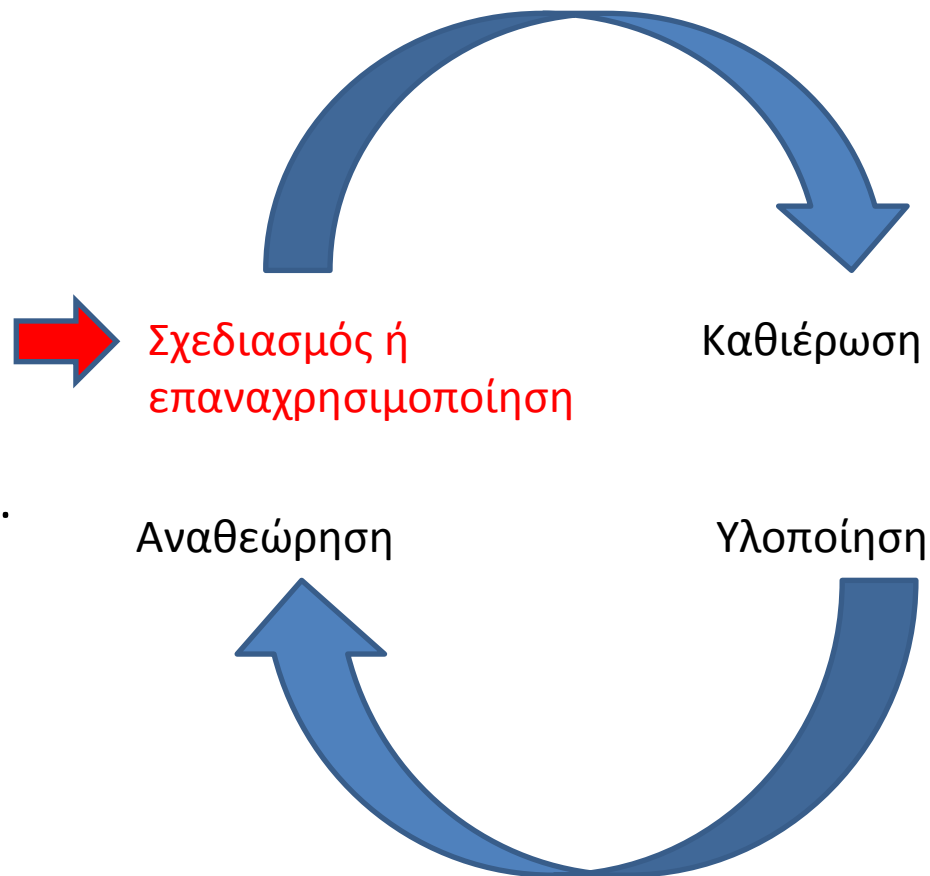 Σχεδιασμός ή
επαναχρησιμοποίηση
Καθιέρωση
.
Αναθεώρηση
Υλοποίηση